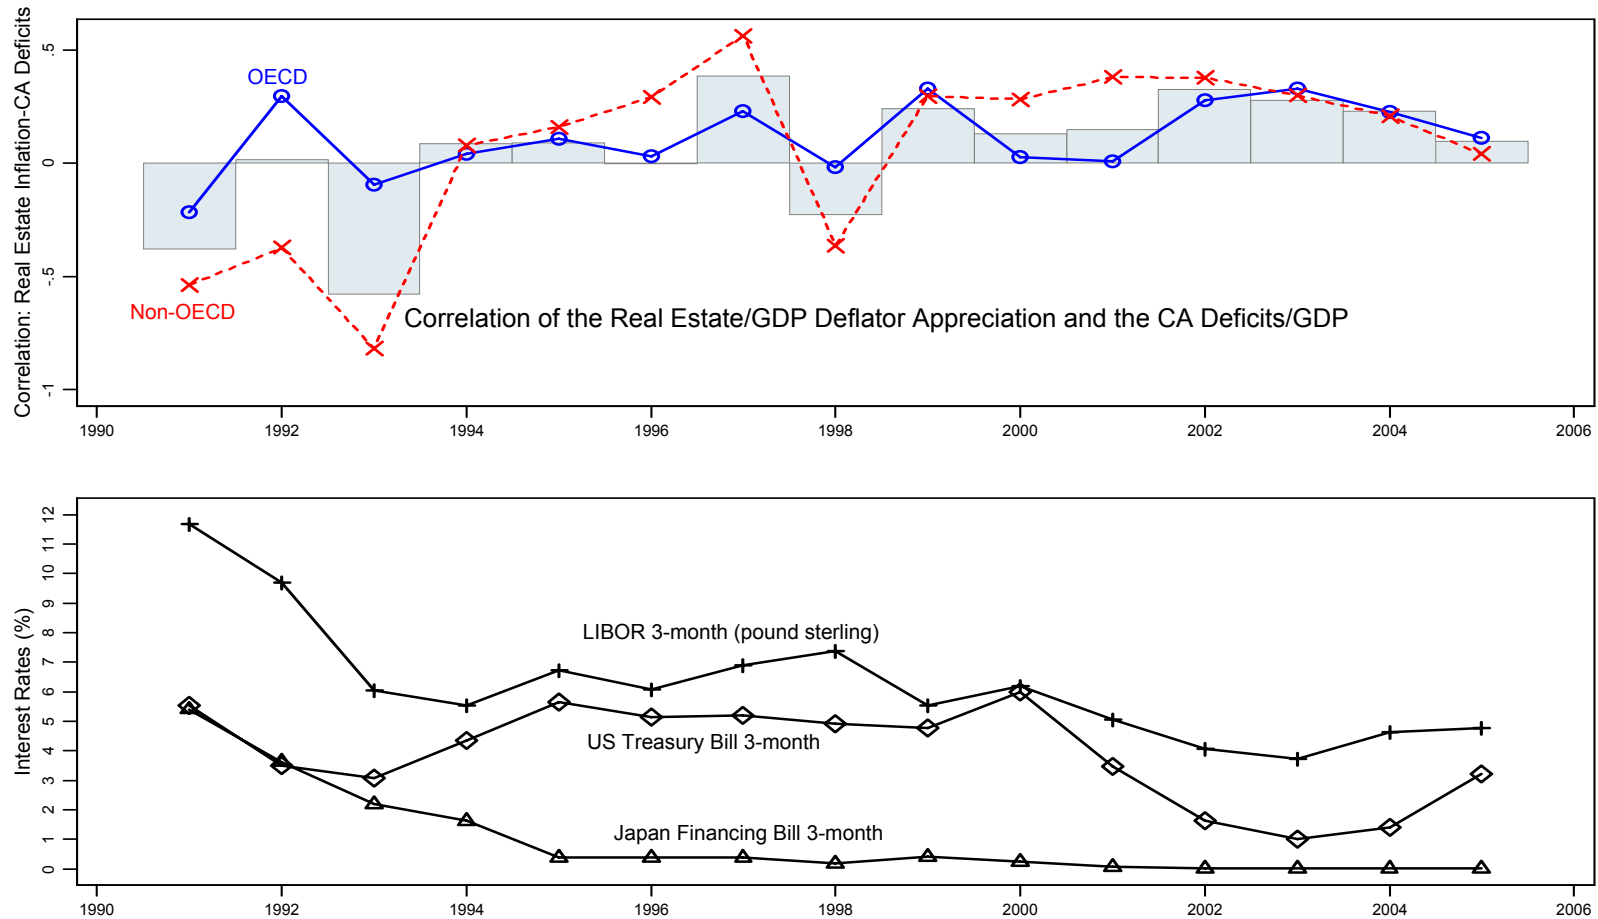 Correlation: Real Estate Inflation-CA Deficits
.5
0
-.5
-1
OECD
Non-OECD
Correlation of the Real Estate/GDP Deflator Appreciation and the CA Deficits/GDP
1990 1992 1994 1996 1998 2000 2002 2004 2006
Interest Rates (%)
12
11
10
9
8
7
6
5
4
3
2
1
0
LIBOR 3-month (pound sterling)
US Treasury Bill 3-month
Japan Financing Bill 3-month
1990 1992 1994 1996 1998 2000 2002 2004 2006